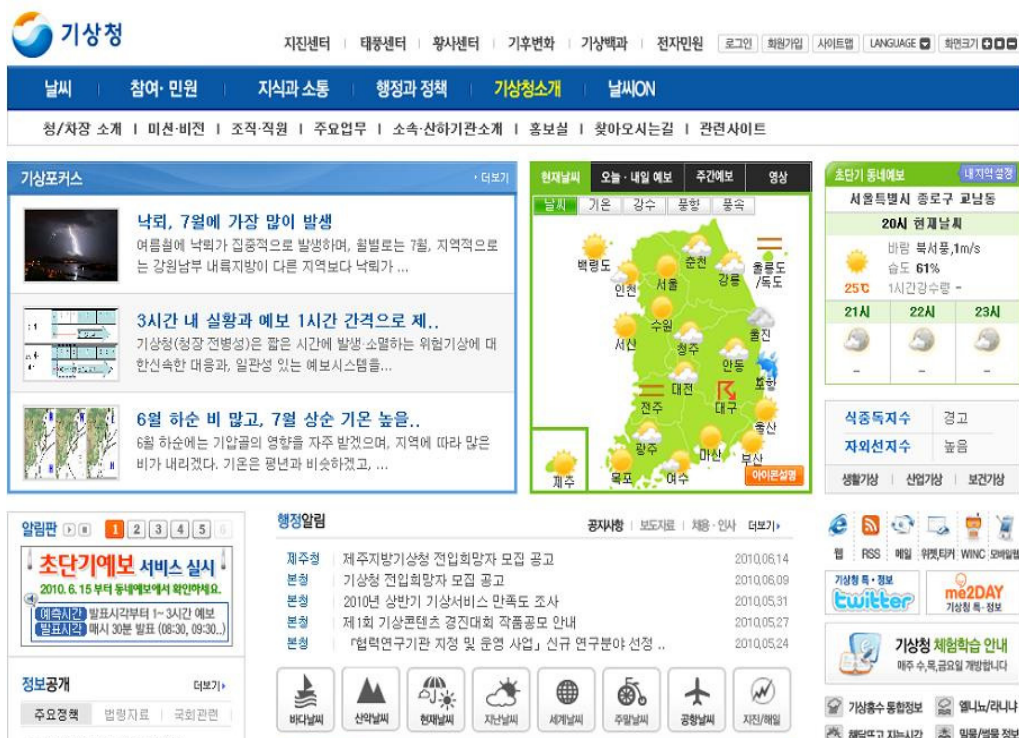 기상청
지진센터 | 태풍센터 | 황사센터 | 기후변화 | 기상백과 | 전자민원 로그인 회원가입 사이트맵 LANGUAGE 화면크기
날씨 | 참여·민원 | 지식과 소통 | 행정과 정책 | 기상청소개 | 날씨ON
청/차장 소개 | 미션·비전 | 조직·직원 | 주요업무 | 소속·산하기관소개 | 홍보실 | 찾아오시는길 | 관련사이트
기상포커스
· 더보기
낙뢰, 7월에 가장 많이 발생
여름철에 낙뢰가 집중적으로 발생하며, 월별로는 7월, 지역적으로
는 강원남부 내륙지방이 다른 지역보다 낙뢰가 ...
3시간 내 실황과 예보 1시간 간격으로 제..
기상청(청장 전병성)은 짧은 시간에 발생·소멸하는 위험기상에 대
한신속한 대응과, 일관성 있는 예보시스템을...
6월 하순 비 많고, 7월 상순 기온 높을..
6월 하순에는 기압골의 영향을 자주 받겠으며, 지역에 따라 많은
비가 내리겠다. 기온은 평년과 비슷하겠고, ...
현재날씨 오늘 · 내일 예보 주간예보 영상
날씨 기온 강수 풍향 풍속
백령도
인천
서울
춘천
강릉
울릉도
/독도
수원
서산
청주
울진
안동
대전
포항
전주
대구
울산
광주
마산
부산
제주
목포
여수
아이콘설명
초단기 동네예보 내 지역 설정
서울특별시 종로구 교남동
20시 현재날씨
바람 북서풍,1m/s
습도 61%
25℃ 1시간강수량 -
21시 22시 23시
- - -
식중독지수 경고
자외선지수 높음
생활기상 | 산업기상 | 보건기상
알림판 1 2 3 4 5 6
초단기예보 서비스 실시!
2010. 6. 15 부터 동네예보에서 확인하세요.
예측시간 발표시각부터 1~ 3시간 예보
발표시각 매시 30분 발표 (08:30, 09:30..)
정보공개 더보기
주요정책 | 법령자료 | 국회관련
행정알림
공지사항 | 보도자료 | 채용 · 인사 더보기
제주청 제주지방기상청 전입희망자 모집 공고 2010.06.14
본청 기상청 전입희망자 모집 공고 2010.06.09
본청 2010년 상반기 기상서비스 만족도 조사 2010.05.31
본청 제1회 기상콘텐츠 경진대회 작품공모 안내 2010.05.27
본청 「협력연구기관 지정 및 운영 사업」신규 연구분야 선정 .. 2010.05.24
바다날씨 산악날씨 현재날씨 지난날씨 세계날씨 주말날씨 공항날씨 지진/해일
웹 RSS 메일 위젯,티커 WINC 모바일웹
기상청 특·정보
twitter
me2DAY
기상청 특·정보
기상청 체험학습 안내
매주 수,목,금요일 개방합니다
기상홍수 통합정보 엘니뇨/라니냐
해달뜨고 지는시간 밀물/썰물 정보